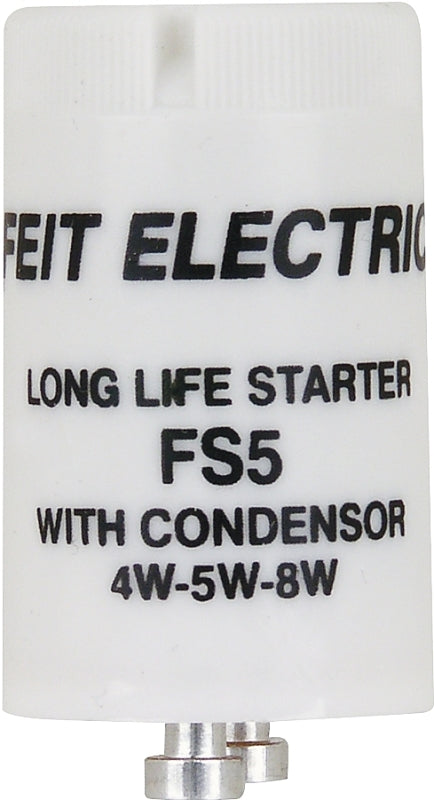 FEIT ELECTRIC
LONG LIFE STARTER
FS5
WITH CONDENSOR
4W-5W-8W